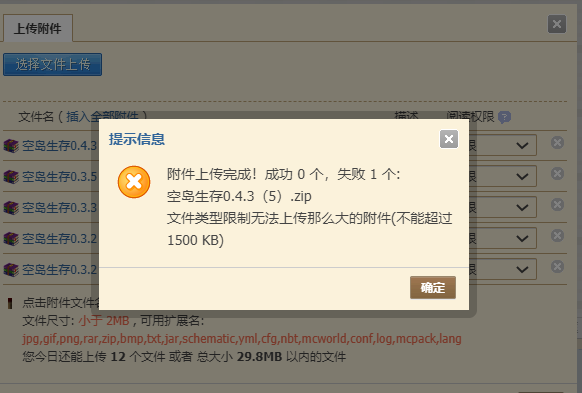 上传附件
选择文件上传
文件名 ( 插入全部附件 ) 描述 阅读权限 ?
空岛生存0.4.3 限
提示信息
附件上传完成！成功 0 个，失败 1 个:
空岛生存0.4.3（5）.zip
文件类型限制无法上传那么大的附件(不能超过
1500 KB)
确定
空岛生存0.3.5 限
空岛生存0.3.3 限
空岛生存0.3.2 限
空岛生存0.3.2 限
点击附件文件名
文件尺寸: 小于 2MB , 可用扩展名:
jpg,gif,png,rar,zip,bmp,txt,jar,schematic,yml,cfg,nbt,mcworld,conf,log,mcpack,lang
您今日还能上传 12 个文件 或者 总大小 29.8MB 以内的文件